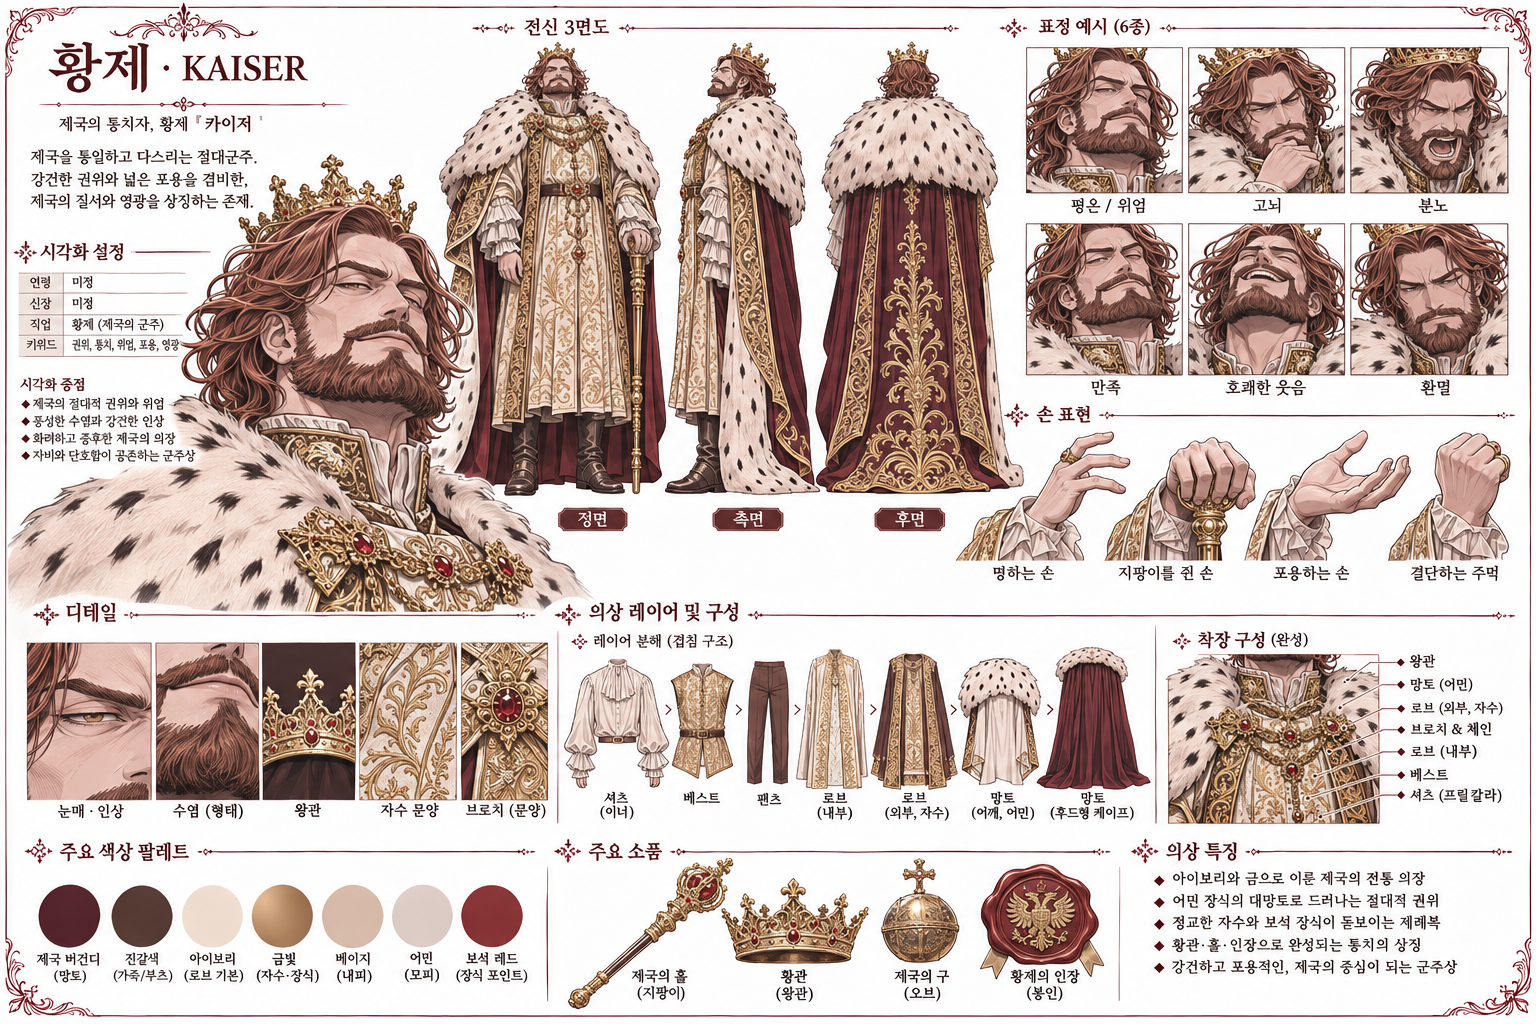 황제 · KAISER
제국의 통치자, 황제 『카이저』
제국을 통일하고 다스리는 절대군주.
강건한 권위와 넓은 포용을 겸비한,
제국의 질서와 영광을 상징하는 존재.
시각화 설정
연령 미정
신장 미정
직업 황제 (제국의 군주)
키워드 권위, 통치, 위엄, 포용, 영광
시각화 중점
◆ 제국의 절대적 권위와 위엄
◆ 풍성한 수염과 강건한 인상
◆ 화려하고 중후한 제국의 의장
◆ 자비와 단호함이 공존하는 군주상
전신 3면도
정면
측면
후면
표정 예시 (6종)
평온 / 위엄
고뇌
분노
만족
호쾌한 웃음
환멸
손 표현
명하는 손
지팡이를 쥔 손
포용하는 손
결단하는 주먹
디테일
눈매 · 인상
수염 (형태)
왕관
자수 문양
브로치 (문양)
의상 레이어 및 구성
레이어 분해 (겹침 구조)
셔츠
(이너)
베스트
팬츠
로브
(내부)
로브
(외부, 자수)
망토
(어깨, 어민)
망토
(후드형 케이프)
착장 구성 (완성)
왕관
망토 (어민)
로브 (외부, 자수)
브로치 & 체인
로브 (내부)
베스트
셔츠 (프릴칼라)
주요 색상 팔레트
제국 버건디
(망토)
진갈색
(가죽/부츠)
아이보리
(로브 기본)
금빛
(자수·장식)
베이지
(내피)
어민
(모피)
보석 레드
(장식 포인트)
주요 소품
제국의 홀
(지팡이)
황관
(왕관)
제국의 구
(오브)
황제의 인장
(봉인)
의상 특징
◆ 아이보리와 금으로 이룬 제국의 전통 의장
◆ 어민 장식의 대망토로 드러나는 절대적 권위
◆ 정교한 자수와 보석 장식이 돋보이는 제례복
◆ 황관·홀·인장으로 완성되는 통치의 상징
◆ 강건하고 포용적인, 제국의 중심이 되는 군주상